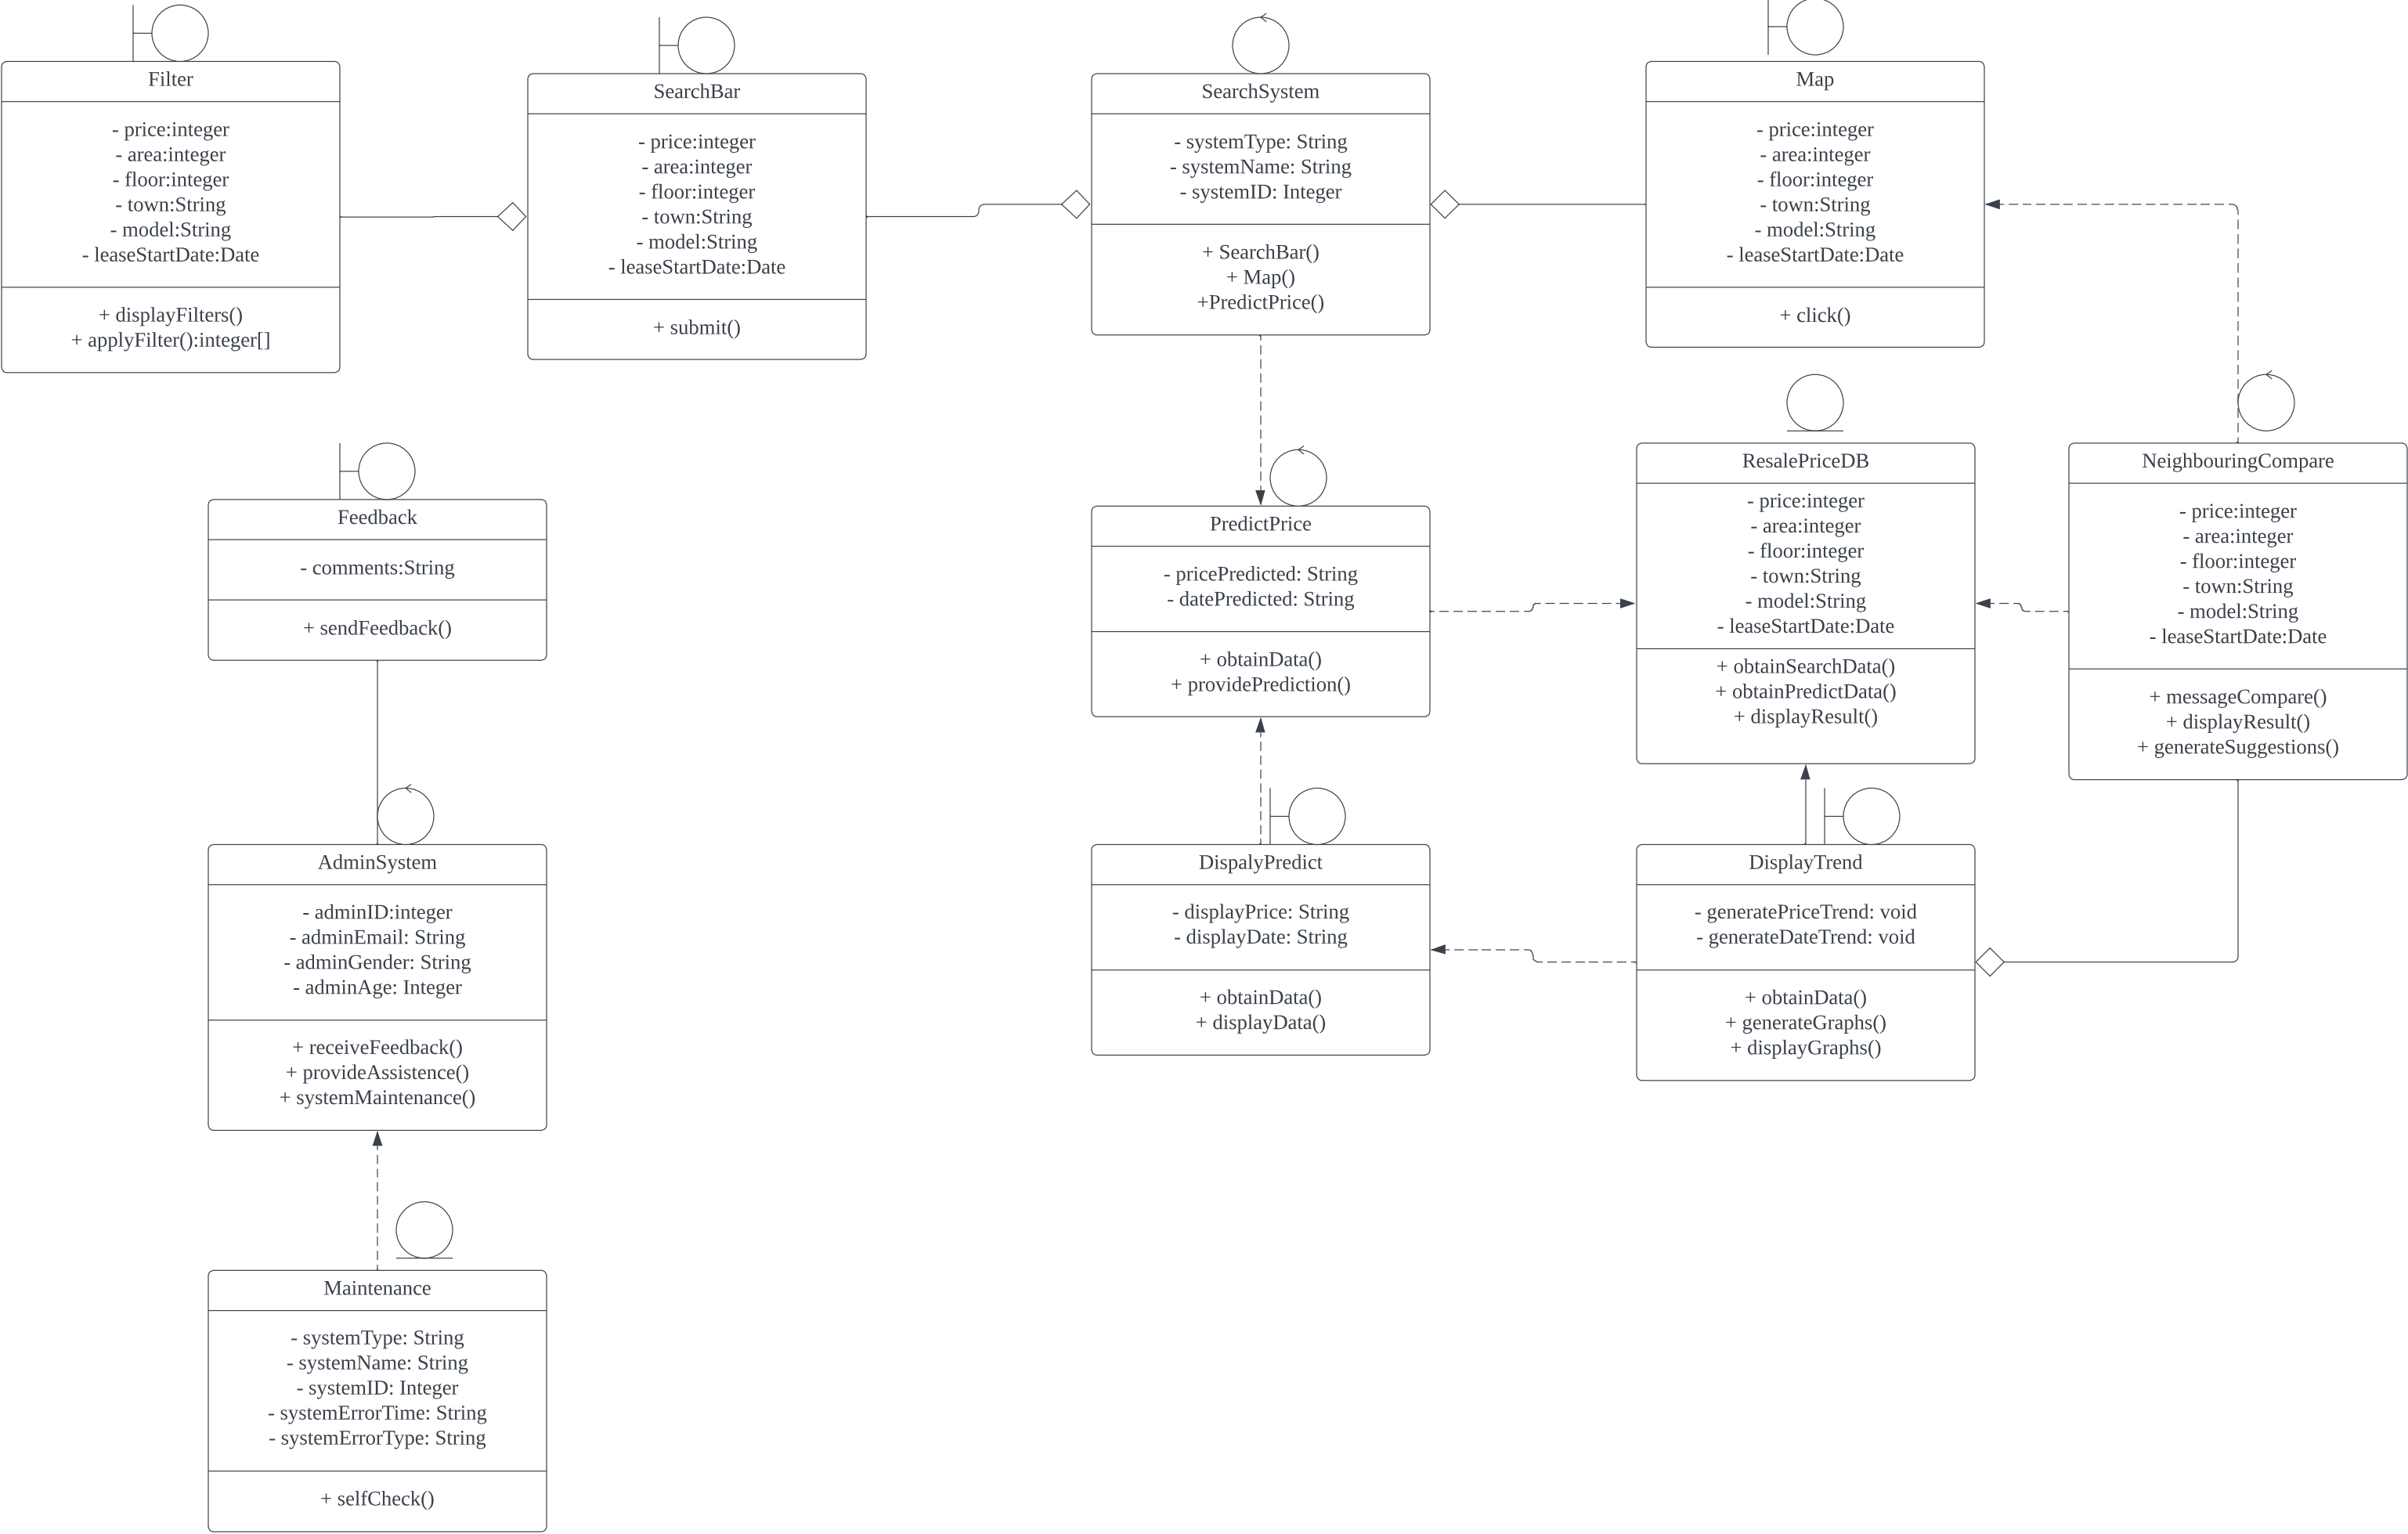 Filter
- price:integer
- area:integer
- floor:integer
- town:String
- model:String
- leaseStartDate:Date
+ displayFilters()
+ applyFilter():integer[]
SearchBar
- price:integer
- area:integer
- floor:integer
- town:String
- model:String
- leaseStartDate:Date
+ submit()
SearchSystem
- systemType: String
- systemName: String
- systemID: Integer
+ SearchBar()
+ Map()
+PredictPrice()
Map
- price:integer
- area:integer
- floor:integer
- town:String
- model:String
- leaseStartDate:Date
+ click()
Feedback
- comments:String
+ sendFeedback()
PredictPrice
- pricePredicted: String
- datePredicted: String
+ obtainData()
+ providePrediction()
ResalePriceDB
- price:integer
- area:integer
- floor:integer
- town:String
- model:String
- leaseStartDate:Date
+ obtainSearchData()
+ obtainPredictData()
+ displayResult()
NeighbouringCompare
- price:integer
- area:integer
- floor:integer
- town:String
- model:String
- leaseStartDate:Date
+ messageCompare()
+ displayResult()
+ generateSuggestions()
AdminSystem
- adminID:integer
- adminEmail: String
- adminGender: String
- adminAge: Integer
+ receiveFeedback()
+ provideAssistence()
+ systemMaintenance()
DispalyPredict
- displayPrice: String
- displayDate: String
+ obtainData()
+ displayData()
DisplayTrend
- generatePriceTrend: void
- generateDateTrend: void
+ obtainData()
+ generateGraphs()
+ displayGraphs()
Maintenance
- systemType: String
- systemName: String
- systemID: Integer
- systemErrorTime: String
- systemErrorType: String
+ selfCheck()